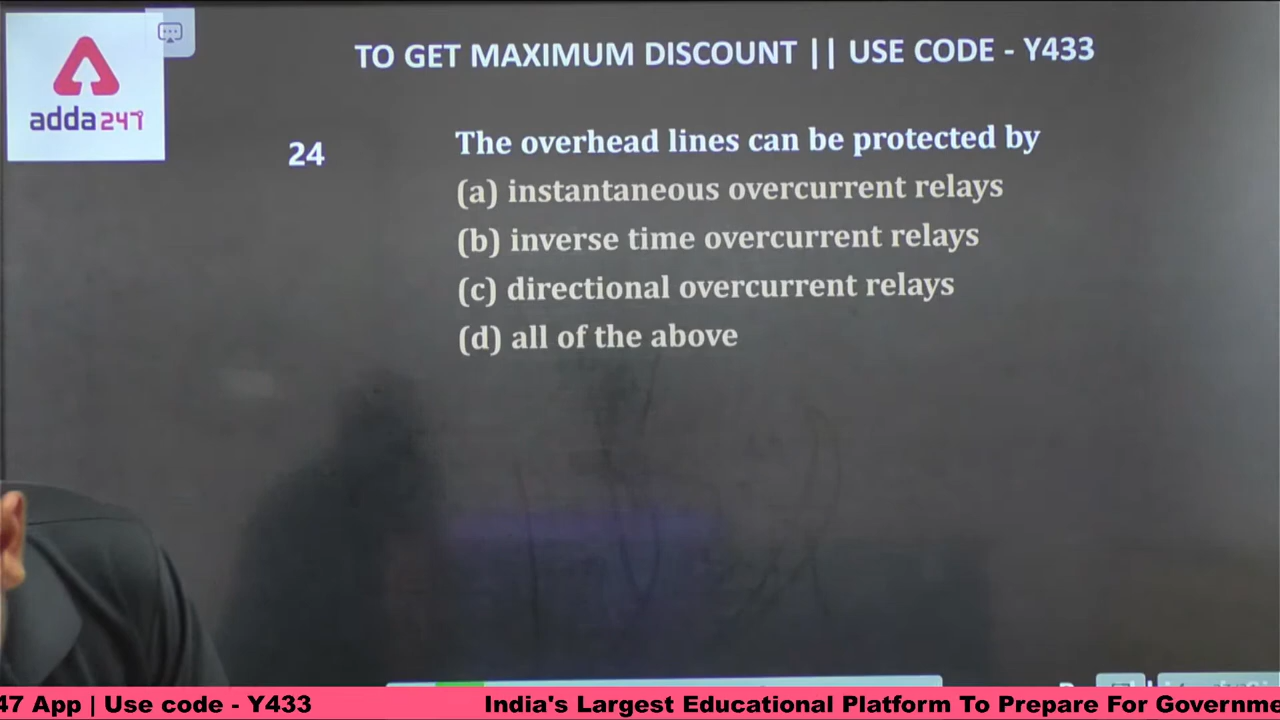 adda247
TO GET MAXIMUM DISCOUNT || USE CODE - Y433
24
The overhead lines can be protected by
(a) instantaneous overcurrent relays
(b) inverse time overcurrent relays
(c) directional overcurrent relays
(d) all of the above
47 App | Use code - Y433
India's Largest Educational Platform To Prepare For Governme